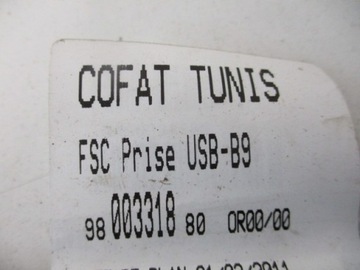 COFAT TUNIS
FSC Prise USB-B9
98 003318 80 OR00/00